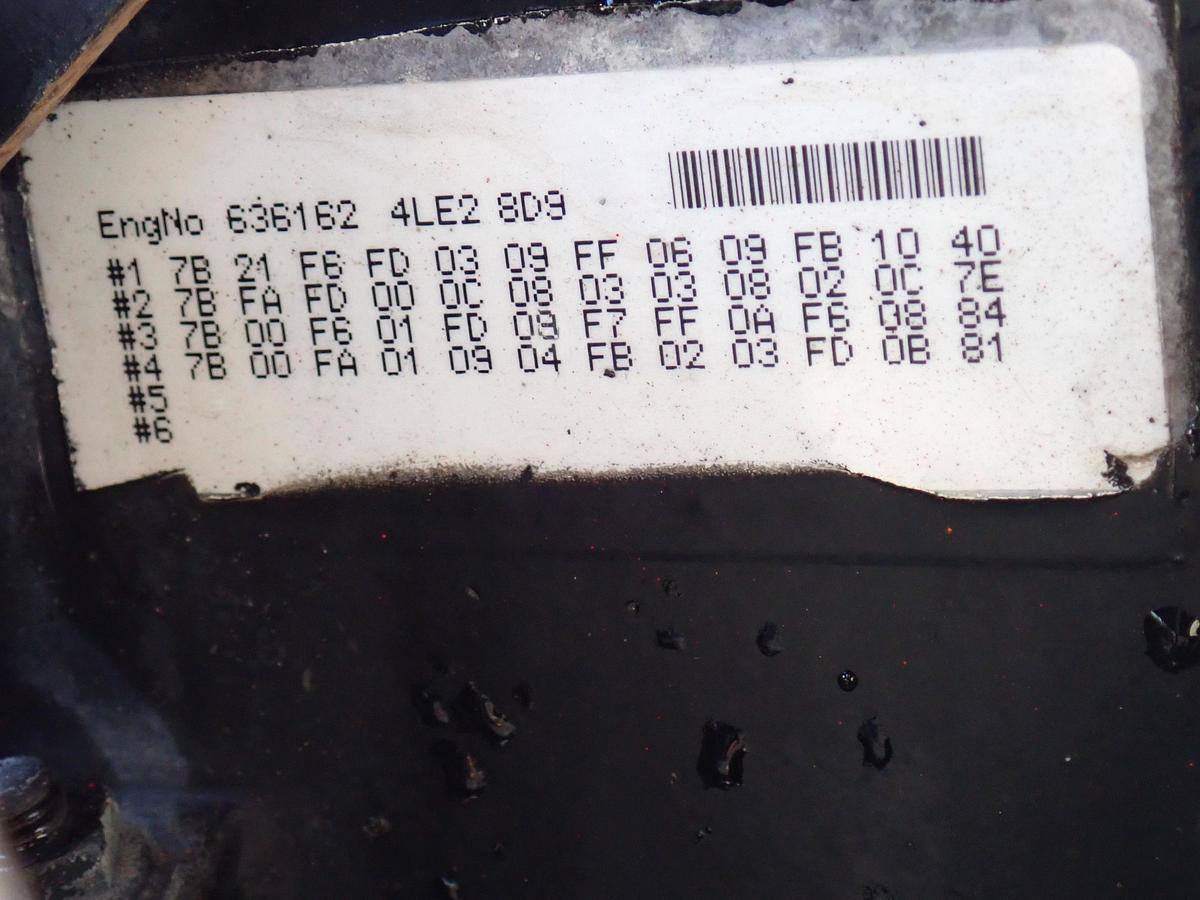 EngNo 636162 4LE2 8D9
#1 7B 21 F6 FD 03 09 FF 06 09 FB 10 40
#2 7B FA FD 00 0C 08 03 03 08 02 0C 7E
#3 7B 00 F6 01 FD 09 F7 FF 0A F6 08 84
#4 7B 00 FA 01 09 04 FB 02 03 FD 0B 81
#5
#6